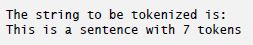 The string to be tokenized is:
This is a sentence with 7 tokens